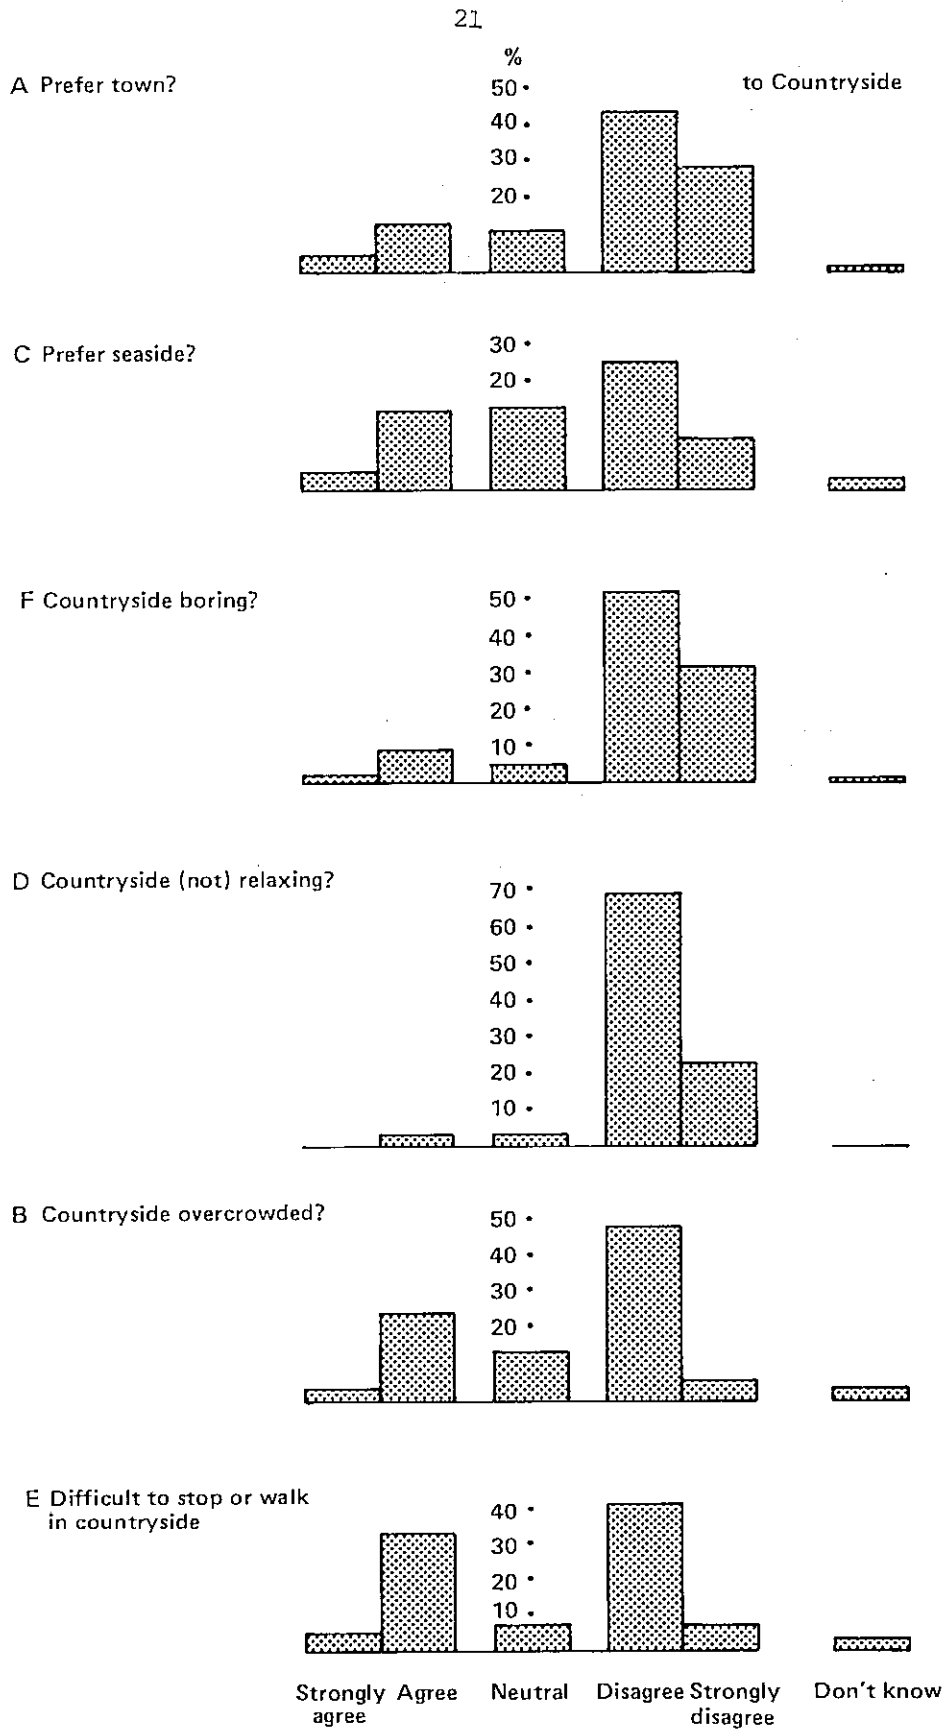 21
%
A Prefer town?
to Countryside
50
40
30
20
C Prefer seaside?
30
20
F Countryside boring?
50
40
30
20
10
D Countryside (not) relaxing?
70
60
50
40
30
20
10
B Countryside overcrowded?
50
40
30
20
E Difficult to stop or walk
in countryside
40
30
20
10
Strongly Agree Neutral Disagree Strongly Don't know
agree disagree